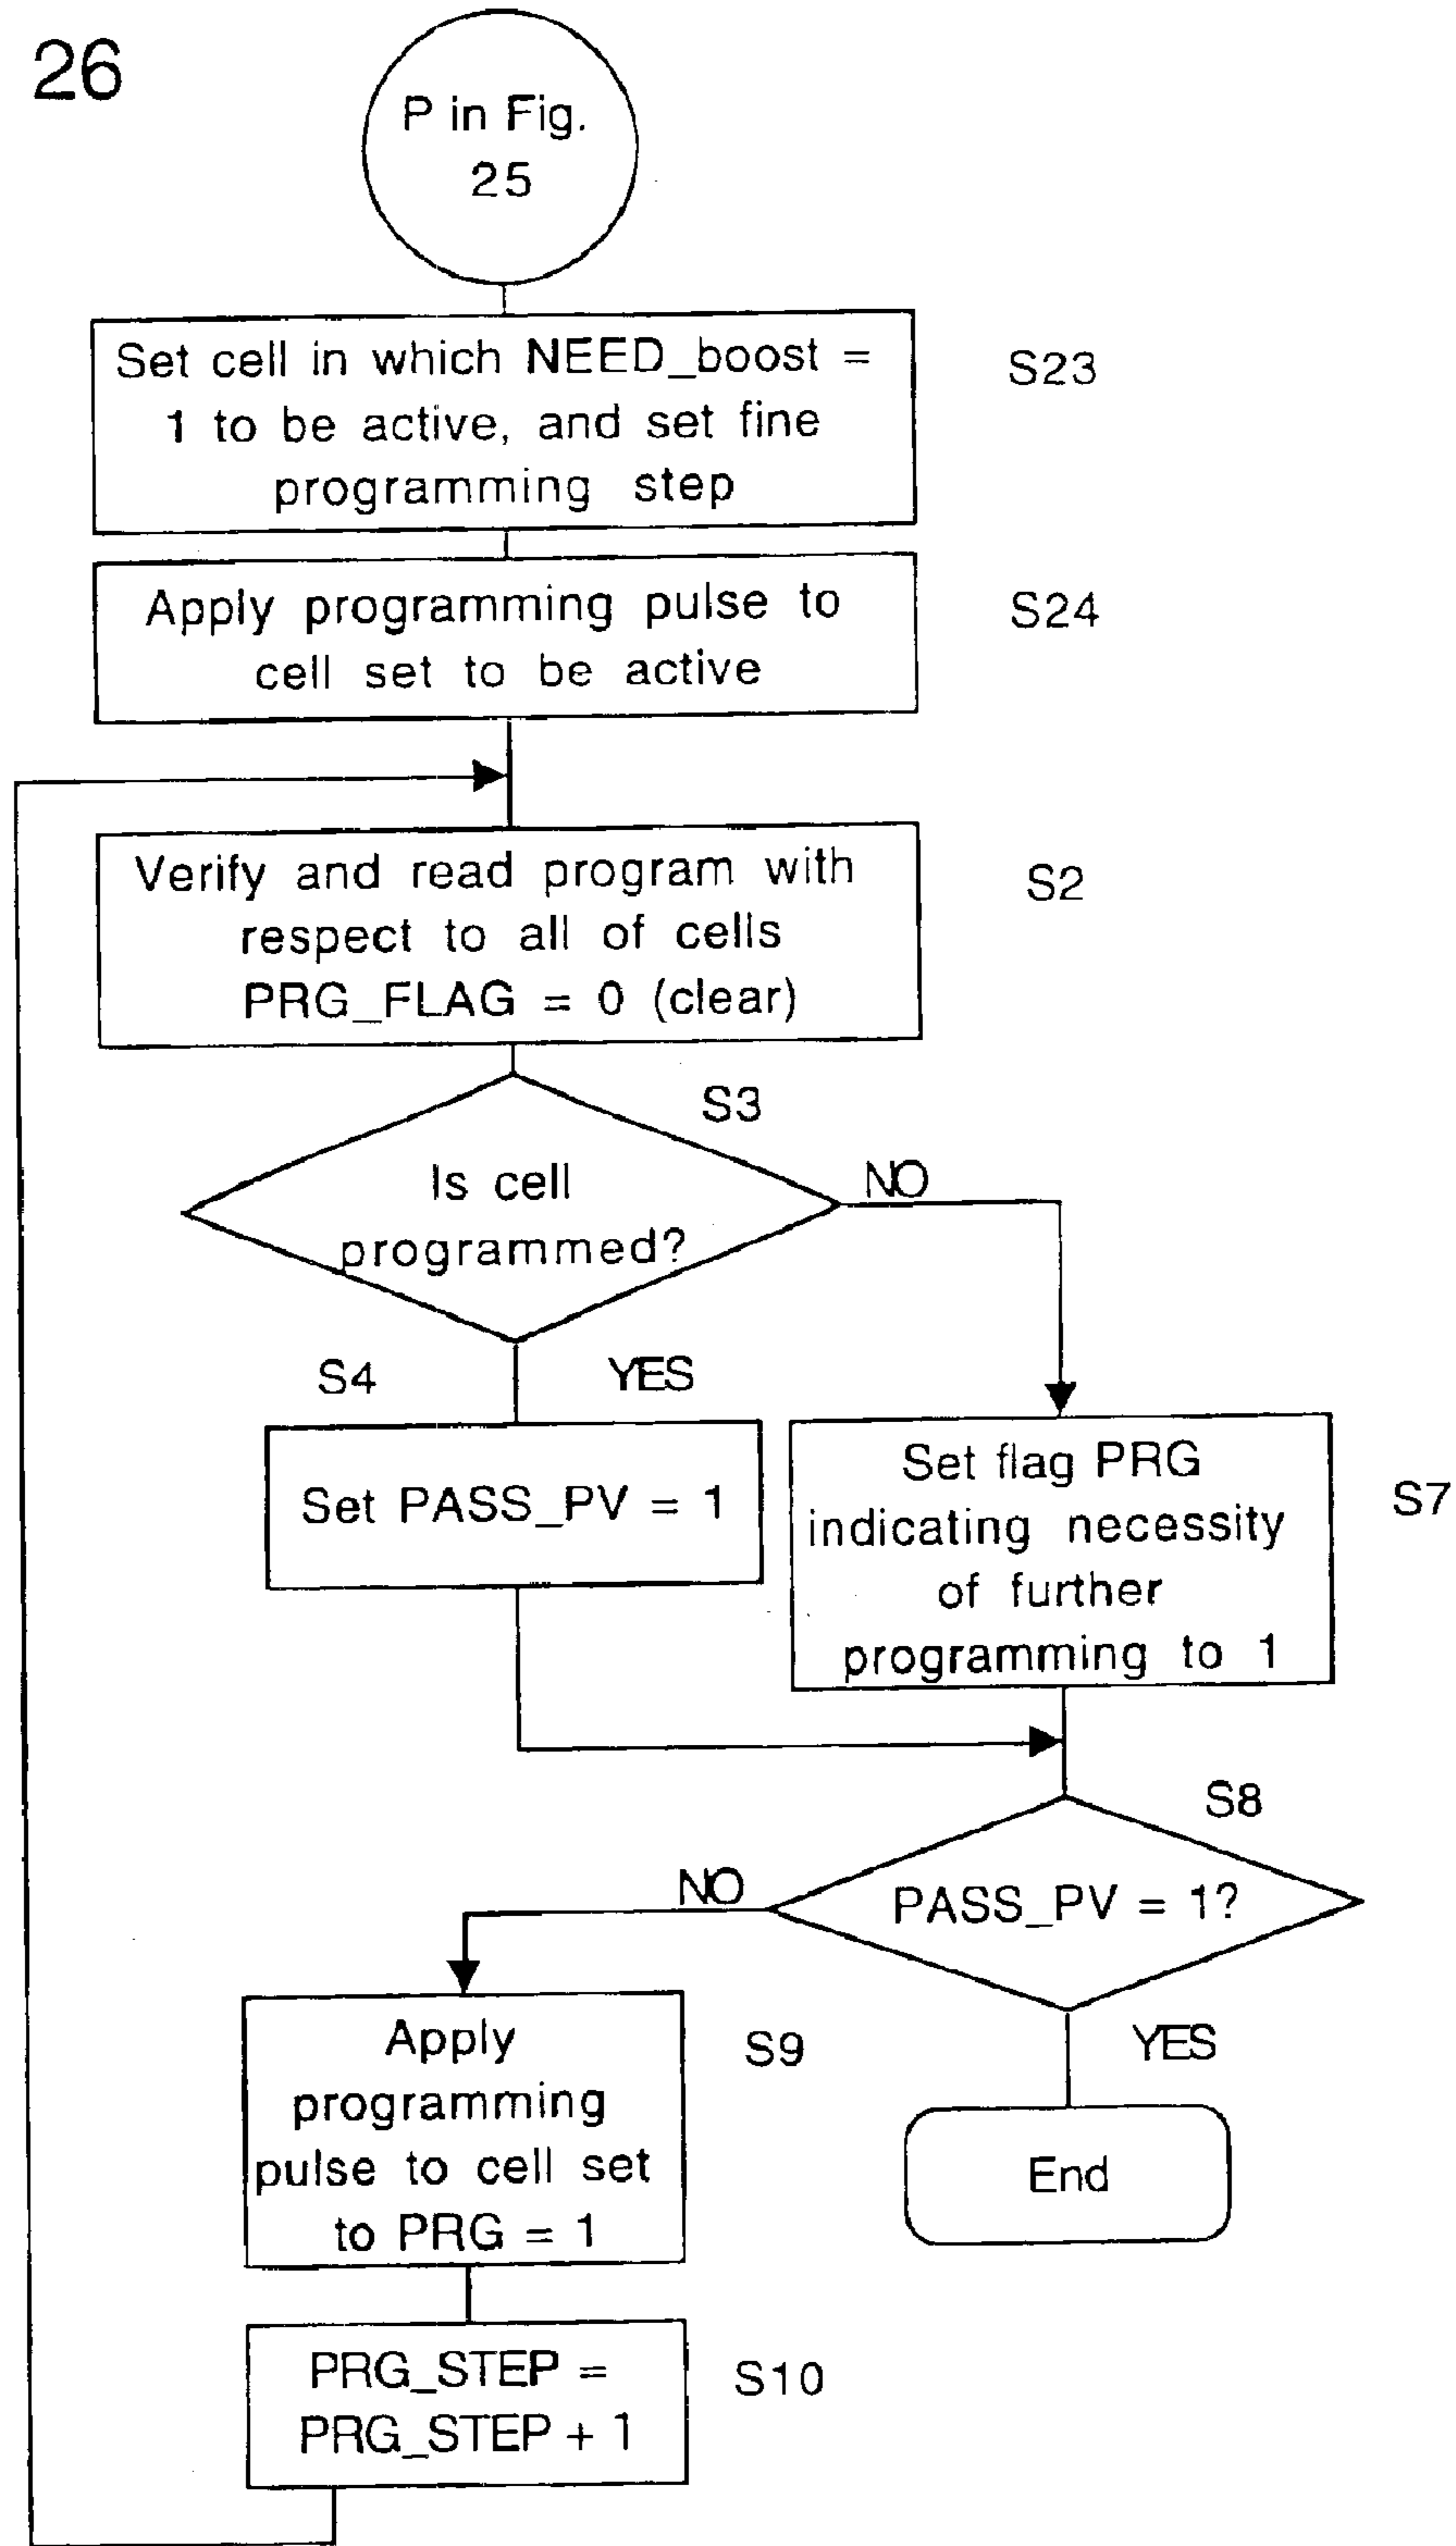 26
P in Fig.
25
Set cell in which NEED_boost =
1 to be active, and set fine
programming step
S23
Apply programming pulse to
cell set to be active
S24
Verify and read program with
respect to all of cells
PRG_FLAG = 0 (clear)
S2
S3
Is cell
programmed?
NO
S4
YES
Set PASS_PV = 1
Set flag PRG
indicating necessity
of further
programming to 1
S7
S8
PASS_PV = 1?
NO
YES
Apply
programming
pulse to cell set
to PRG = 1
S9
End
PRG_STEP =
PRG_STEP + 1
S10